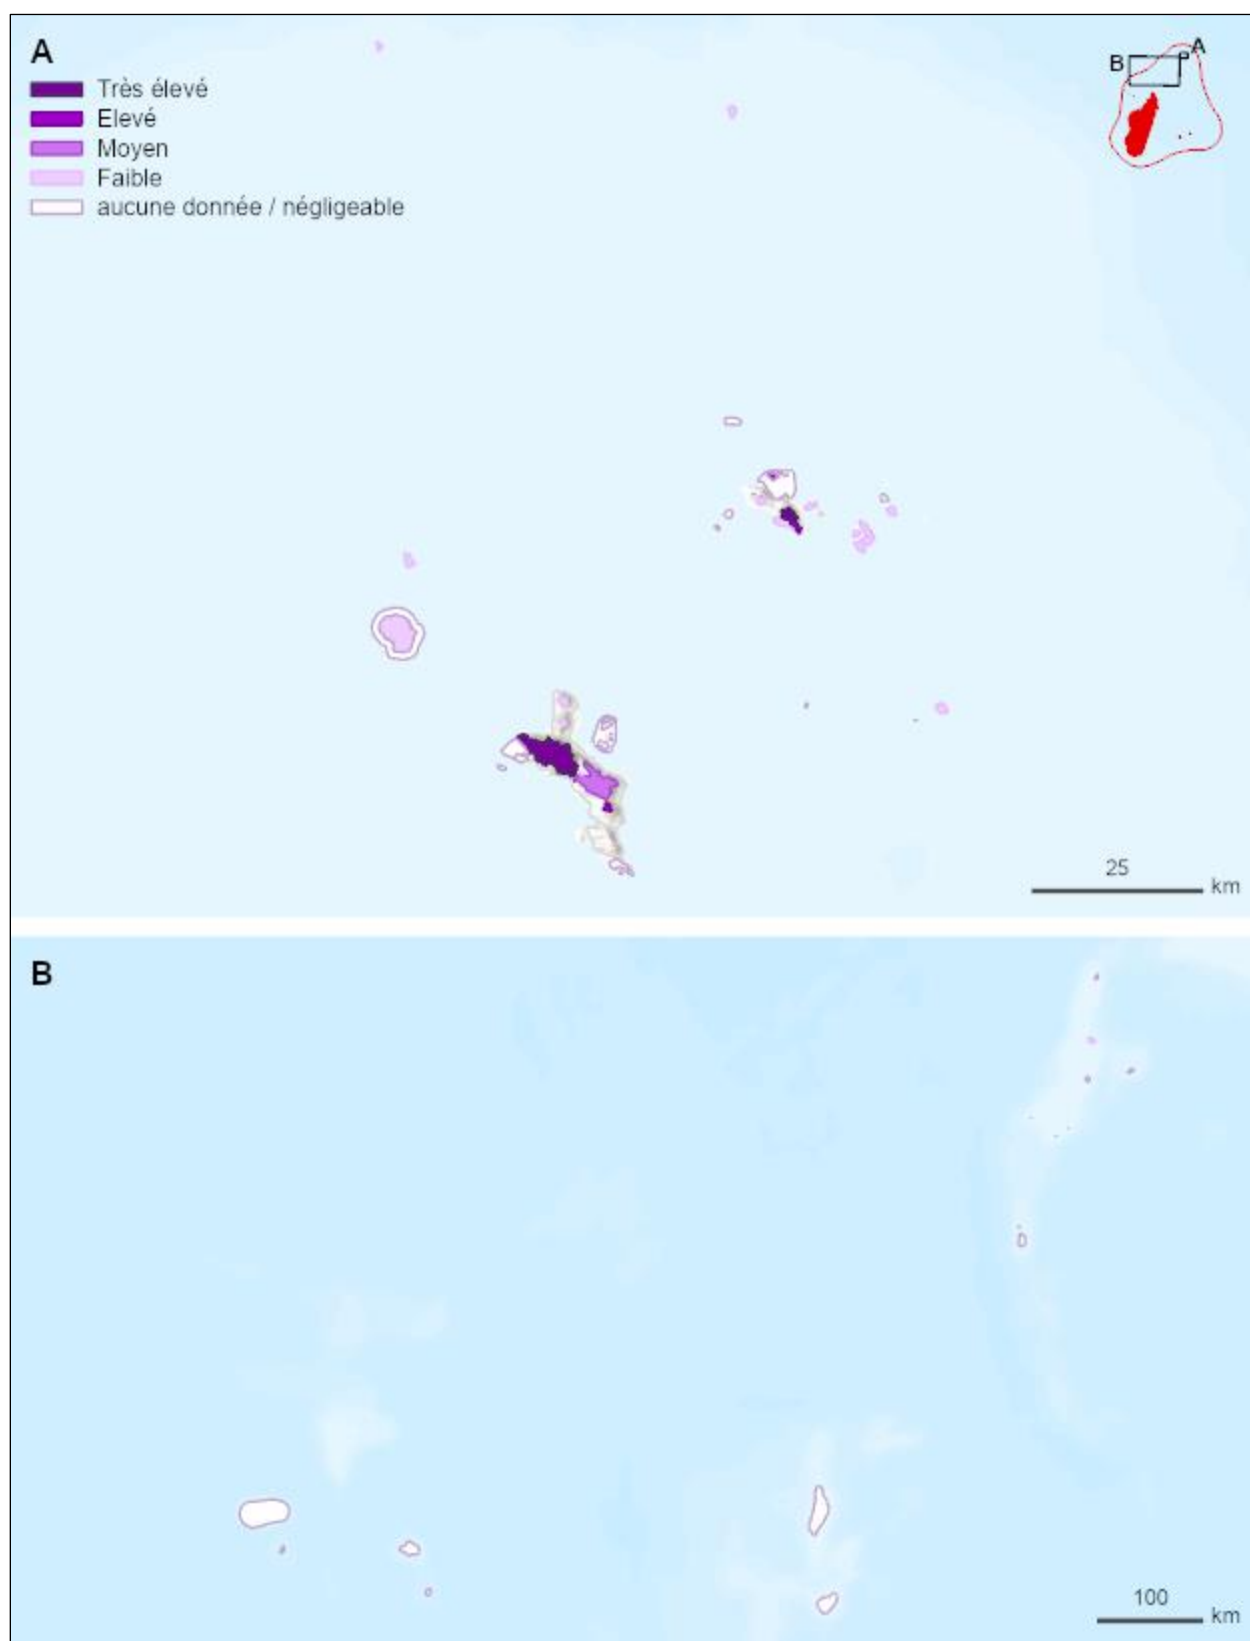 A
Très élevé
Elevé
Moyen
Faible
aucune donnée / négligeable
A
B
25
km
B
100
km